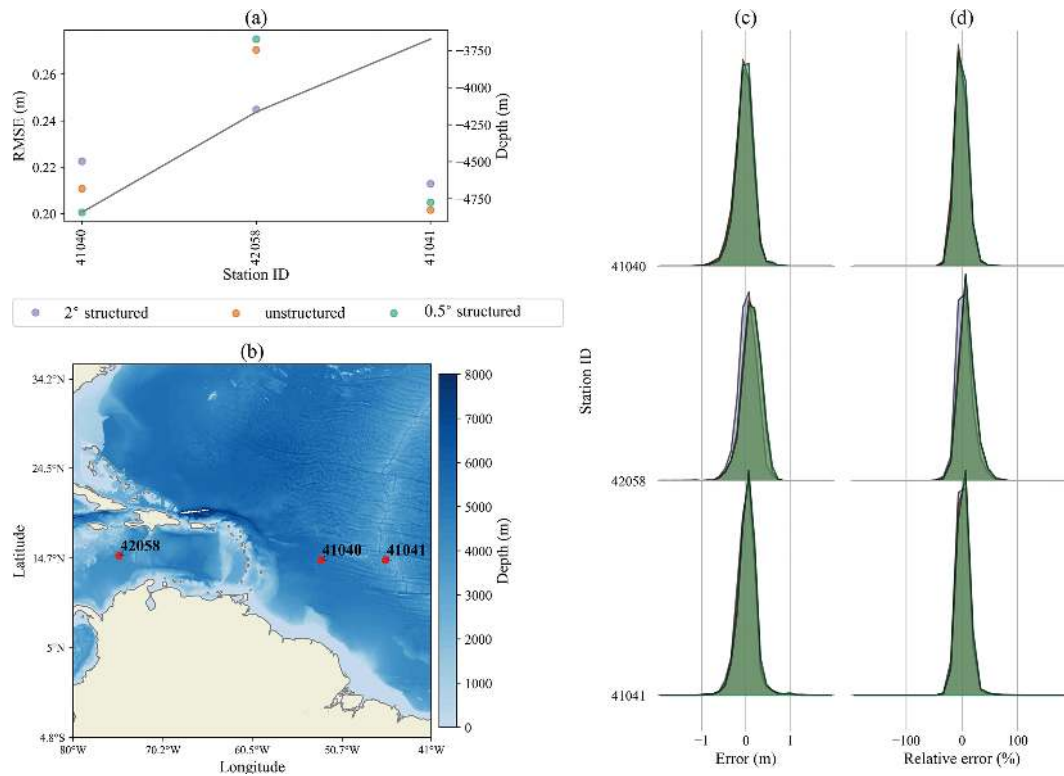 (a)
0.26
0.24
0.22
0.20
RMSE (m)
−3750
−4000
−4250
−4500
−4750
Depth (m)
41040
42058
41041
Station ID
2° structured
unstructured
0.5° structured
(b)
34.2°N
24.5°N
14.7°N
5°N
4.8°S
Latitude
42058
41040
41041
80°W
70.2°W
60.5°W
50.7°W
41°W
Longitude
8000
7000
6000
5000
4000
3000
2000
1000
0
Depth (m)
(c)
(d)
41040
42058
41041
Station ID
−1
0
1
Error (m)
−100
0
100
Relative error (%)